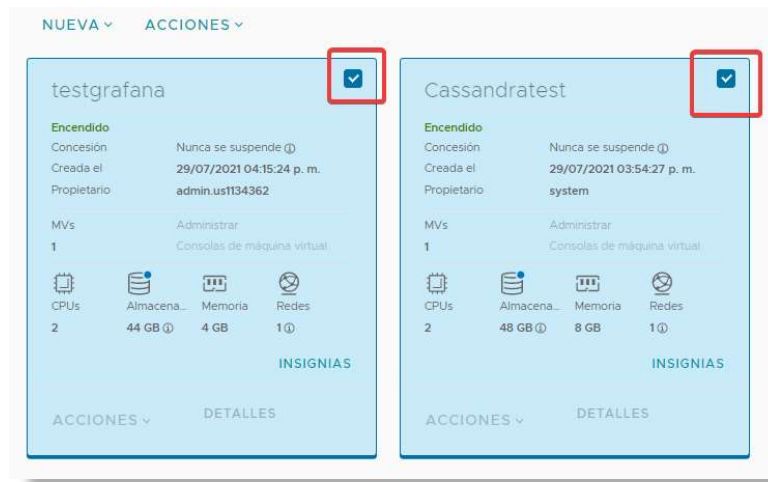 NUEVA ACCIONES
testgrafana
Encendido
Concesión Nunca se suspende
Creada el 29/07/2021 04:15:24 p. m.
Propietario admin.us1134362
MVs Administrar
1 Consolas de máquina virtual
CPUs Almacena... Memoria Redes
2 44 GB 4 GB 1
INSIGNIAS
ACCIONES DETALLES
Cassandratest
Encendido
Concesión Nunca se suspende
Creada el 29/07/2021 03:54:27 p. m.
Propietario system
MVs Administrar
1 Consolas de máquina virtual
CPUs Almacena... Memoria Redes
2 48 GB 8 GB 1
INSIGNIAS
ACCIONES DETALLES